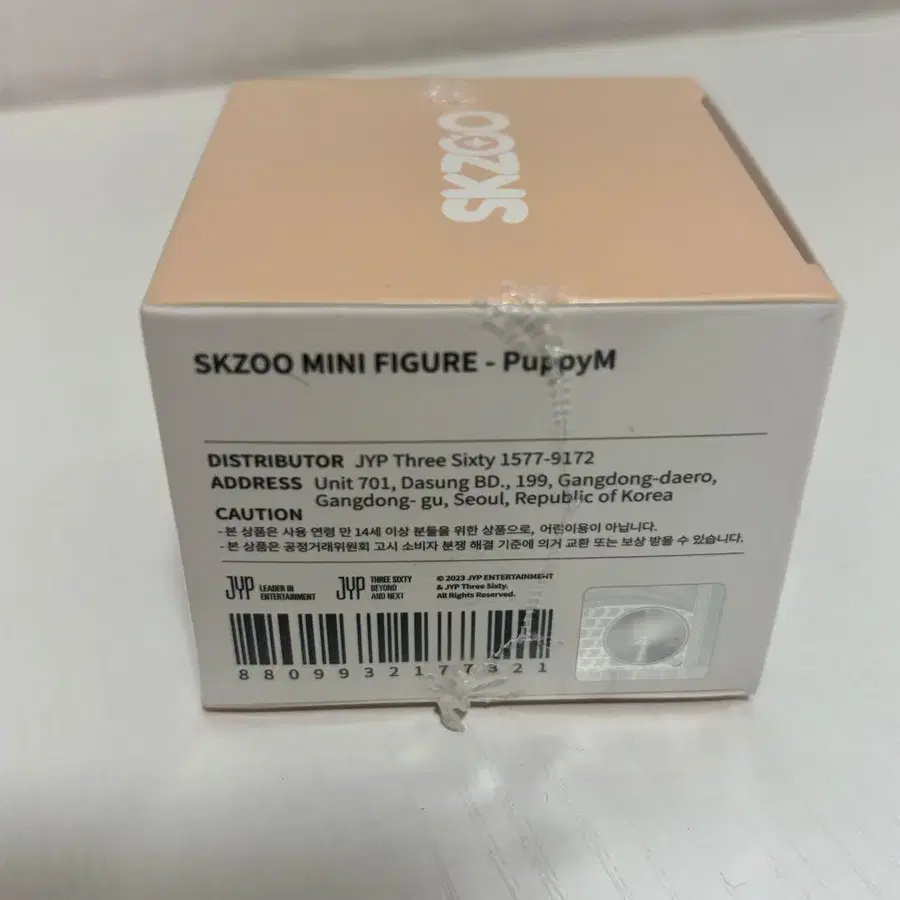 SKZOO
SKZOO MINI FIGURE - PuppyM
DISTRIBUTOR JYP Three Sixty 1577-9172
ADDRESS Unit 701, Dasung BD., 199, Gangdong-daero,
Gangdong- gu, Seoul, Republic of Korea
CAUTION
- 본 상품은 사용 연령 만 14세 이상 분들을 위한 상품으로, 어린이용이 아닙니다.
- 본 상품은 공정거래위원회 고시 소비자 분쟁 해결 기준에 의거 교환 또는 보상 받을 수 있습니다.
JYP LEADER IN
ENTERTAINMENT
JYP THREE SIXTY
BEYOND
AND NEXT
© 2023 JYP ENTERTAINMENT
& JYP Three Sixty.
All Rights Reserved.
8809932177321